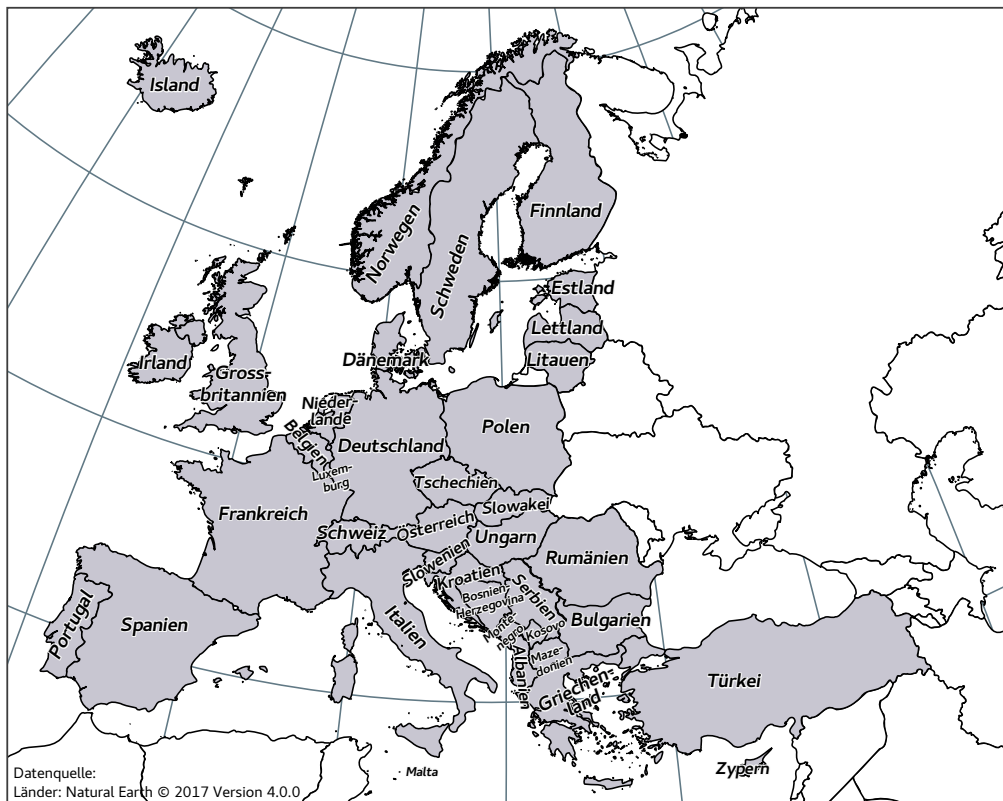 Island
Finnland
Norwegen
Schweden
Estland
Lettland
Litauen
Dänemark
Irland
Gross-
britannien
Nieder-
lande
Belgien
Luxem-
burg
Deutschland
Polen
Tschechien
Slowakei
Frankreich
Schweiz
Österreich
Ungarn
Slowenien
Kroatien
Rumänien
Bosnien-
Herzegovina
Serbien
Monte-
negro
Kosovo
Bulgarien
Portugal
Spanien
Italien
Albanien
Maze-
donien
Griechen-
land
Türkei
Malta
Zypern
Datenquelle:
Länder: Natural Earth © 2017 Version 4.0.0